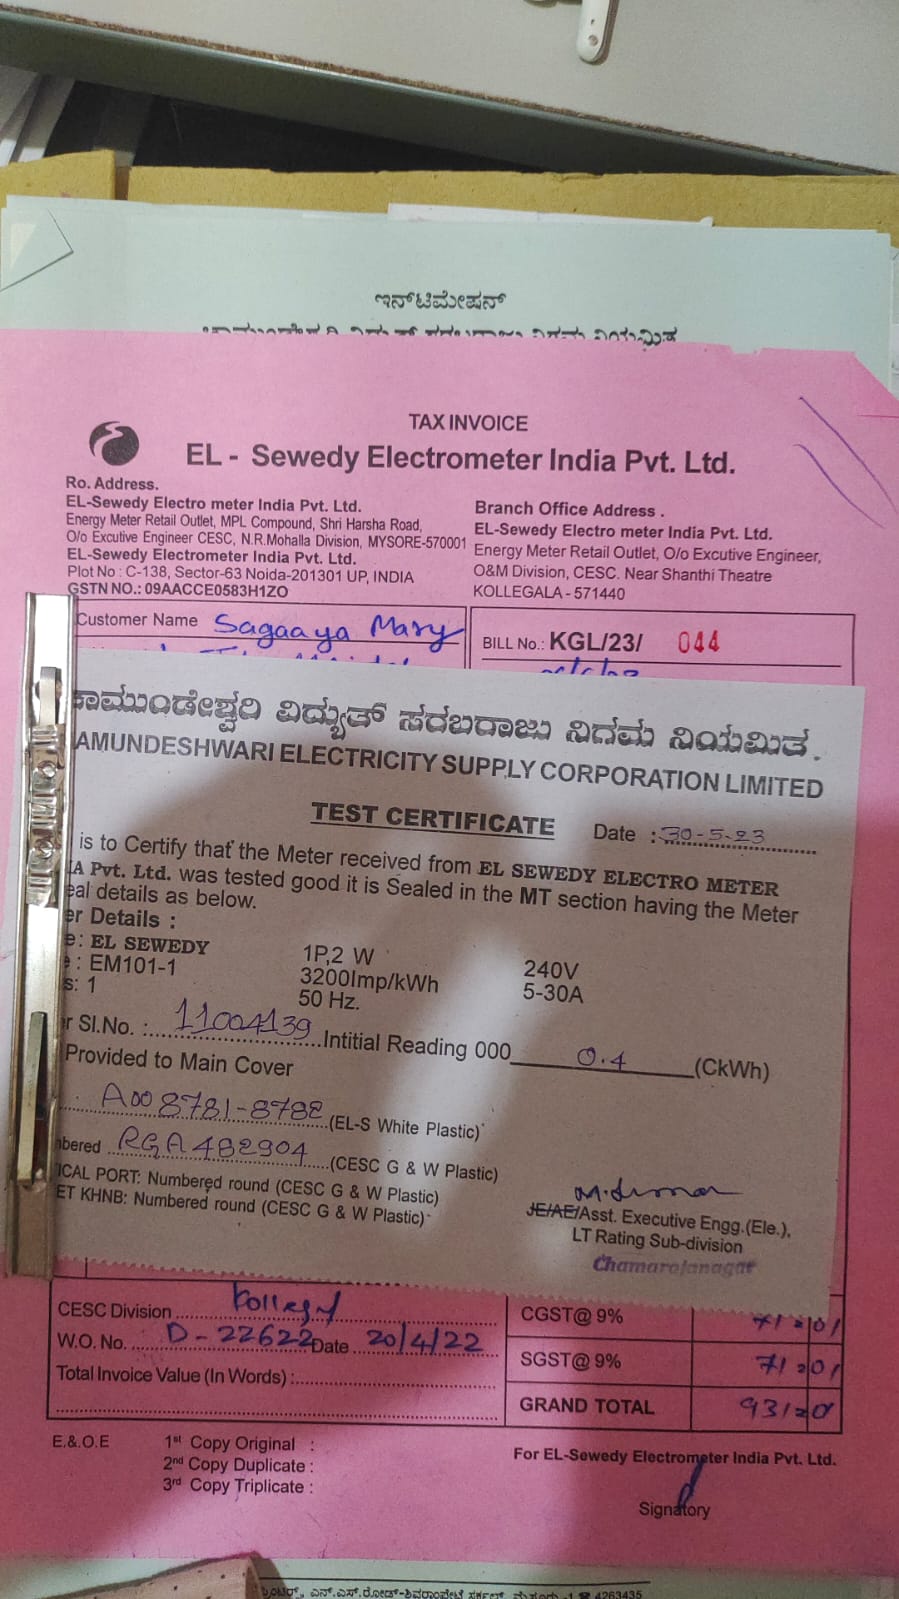 ಇನ್‌ಟಿಮೇಷನ್
TAX INVOICE
EL - Sewedy Electrometer India Pvt. Ltd.
Ro. Address.
EL-Sewedy Electro meter India Pvt. Ltd.
Energy Meter Retail Outlet, MPL Compound, Shri Harsha Road,
O/o Excutive Engineer CESC, N.R.Mohalla Division, MYSORE-570001
EL-Sewedy Electrometer India Pvt. Ltd.
Plot No : C-138, Sector-63 Noida-201301 UP, INDIA
GSTN NO.: 09AACCE0583H1ZO
Branch Office Address .
EL-Sewedy Electro meter India Pvt. Ltd.
Energy Meter Retail Outlet, O/o Excutive Engineer,
O&M Division, CESC. Near Shanthi Theatre
KOLLEGALA - 571440
Customer Name Sagaaya Mary
BILL No.: KGL/23/ 044
ಚಾಮುಂಡೇಶ್ವರಿ ವಿದ್ಯುತ್ ಸರಬರಾಜು ನಿಗಮ ನಿಯಮಿತ.
AMUNDESHWARI ELECTRICITY SUPPLY CORPORATION LIMITED
TEST CERTIFICATE Date : 30-5-23
is to Certify that the Meter received from EL SEWEDY ELECTRO METER
IA Pvt. Ltd. was tested good it is Sealed in the MT section having the Meter
eal details as below.
er Details :
e: EL SEWEDY 1P,2 W 240V
: EM101-1 3200Imp/kWh 5-30A
s: 1 50 Hz.
r Sl.No. : 11004139 Intitial Reading 000 0.4 (CkWh)
Provided to Main Cover
A008781-8782 (EL-S White Plastic)
nbered RGA482904 (CESC G & W Plastic)
ICAL PORT: Numbered round (CESC G & W Plastic)
ET KHNB: Numbered round (CESC G & W Plastic)
JE/AE/Asst. Executive Engg.(Ele.),
LT Rating Sub-division
Chamarajanagar
CESC Division Kollegal
W.O. No. D-22622 Date 20/4/22
Total Invoice Value (In Words) :
CGST@ 9% 71201
SGST@ 9% 71201
GRAND TOTAL
E.& O.E 1st Copy Original :
2nd Copy Duplicate :
3rd Copy Triplicate :
For EL-Sewedy Electrometer India Pvt. Ltd.
Signatory